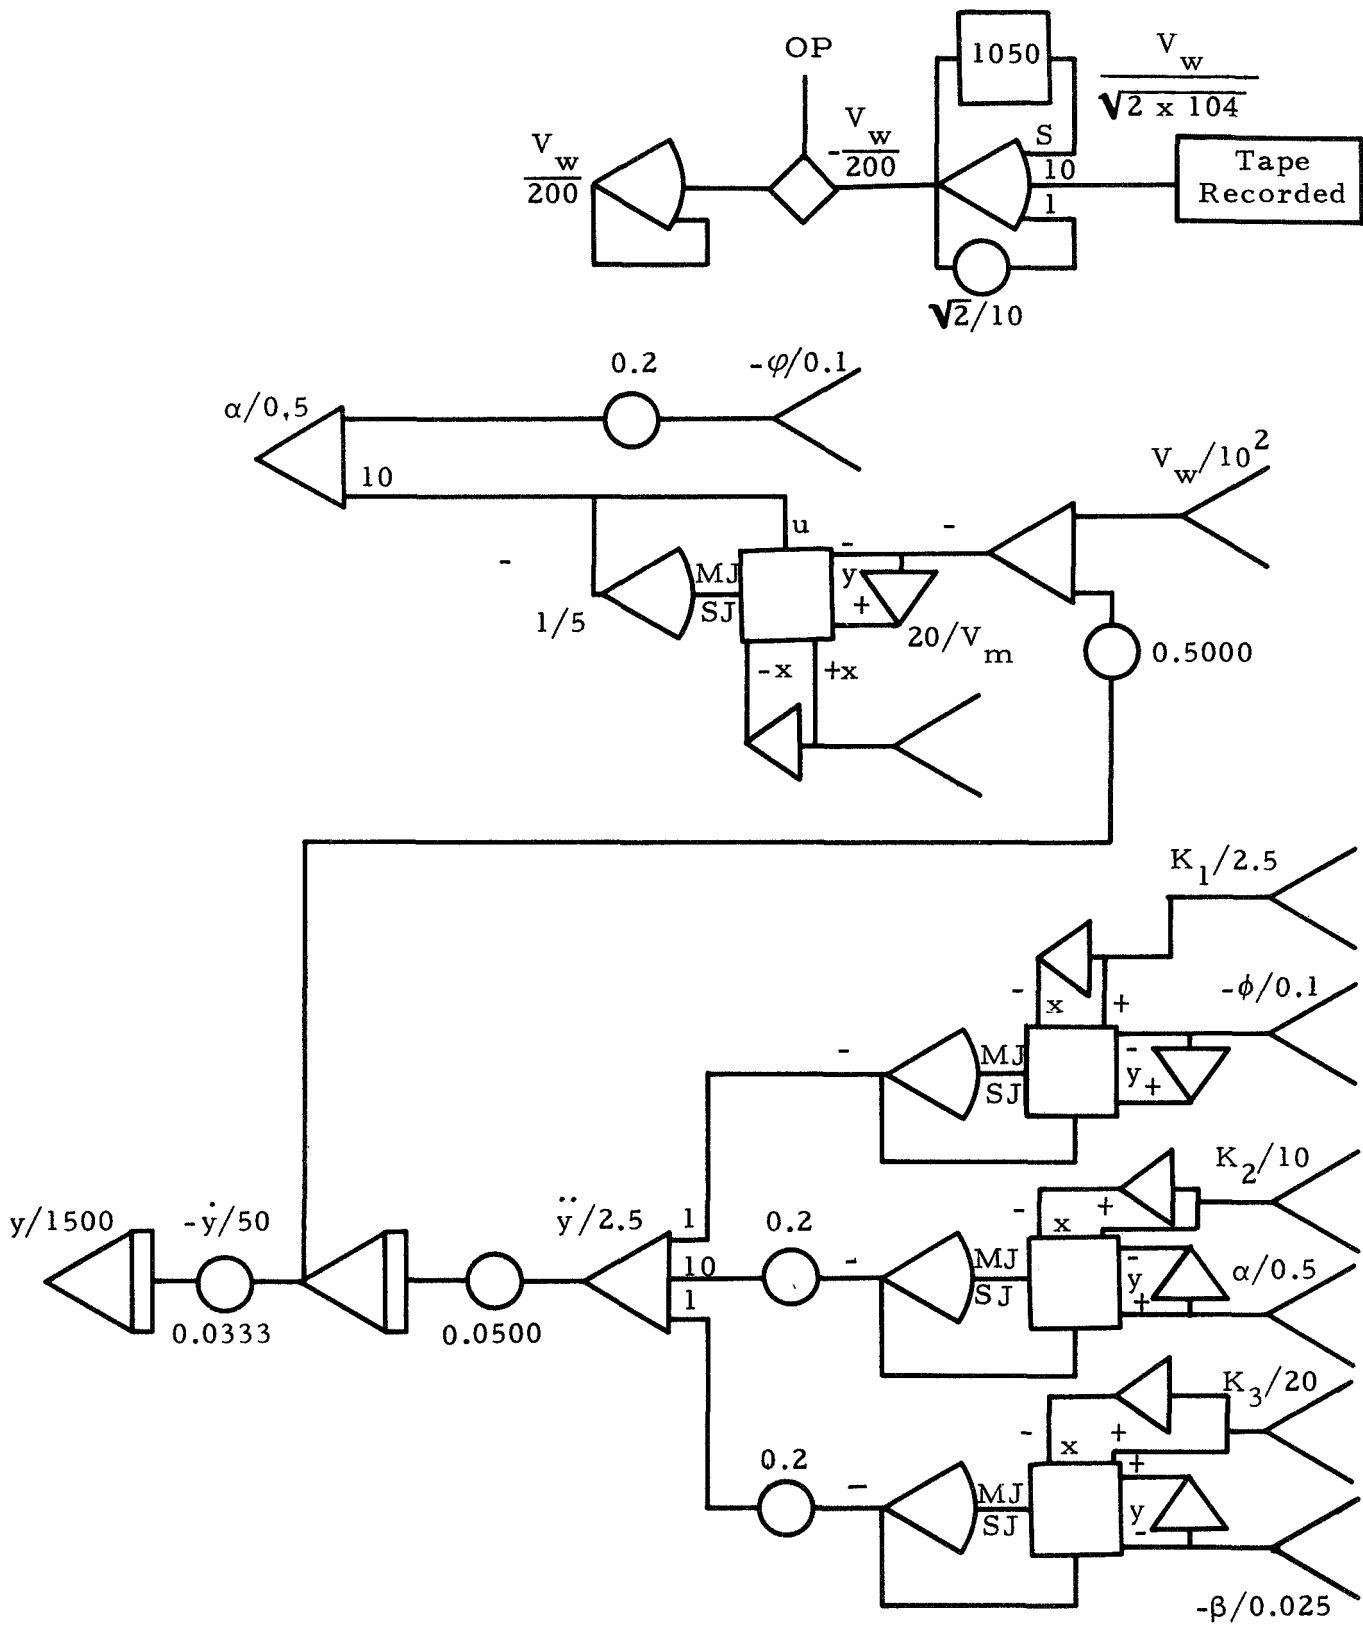 OP
1050
V_w
√2 x 104
V_w
200
-V_w
200
S
10
1
Tape
Recorded
√2/10
0.2
-φ/0.1
α/0,5
10
V_w/10²
u
-
-
-
MJ
SJ
y
+
1/5
20/V_m
0.5000
-x
+x
K_1/2.5
-
x
+
-ϕ/0.1
-
MJ
SJ
-
y
+
K_2/10
y/1500
-ẏ/50
ÿ/2.5
1
0.2
-
x
+
10
-
MJ
SJ
-
y
+
α/0.5
1
0.0333
0.0500
K_3/20
-
x
+
+
0.2
-
MJ
SJ
y
-
-β/0.025